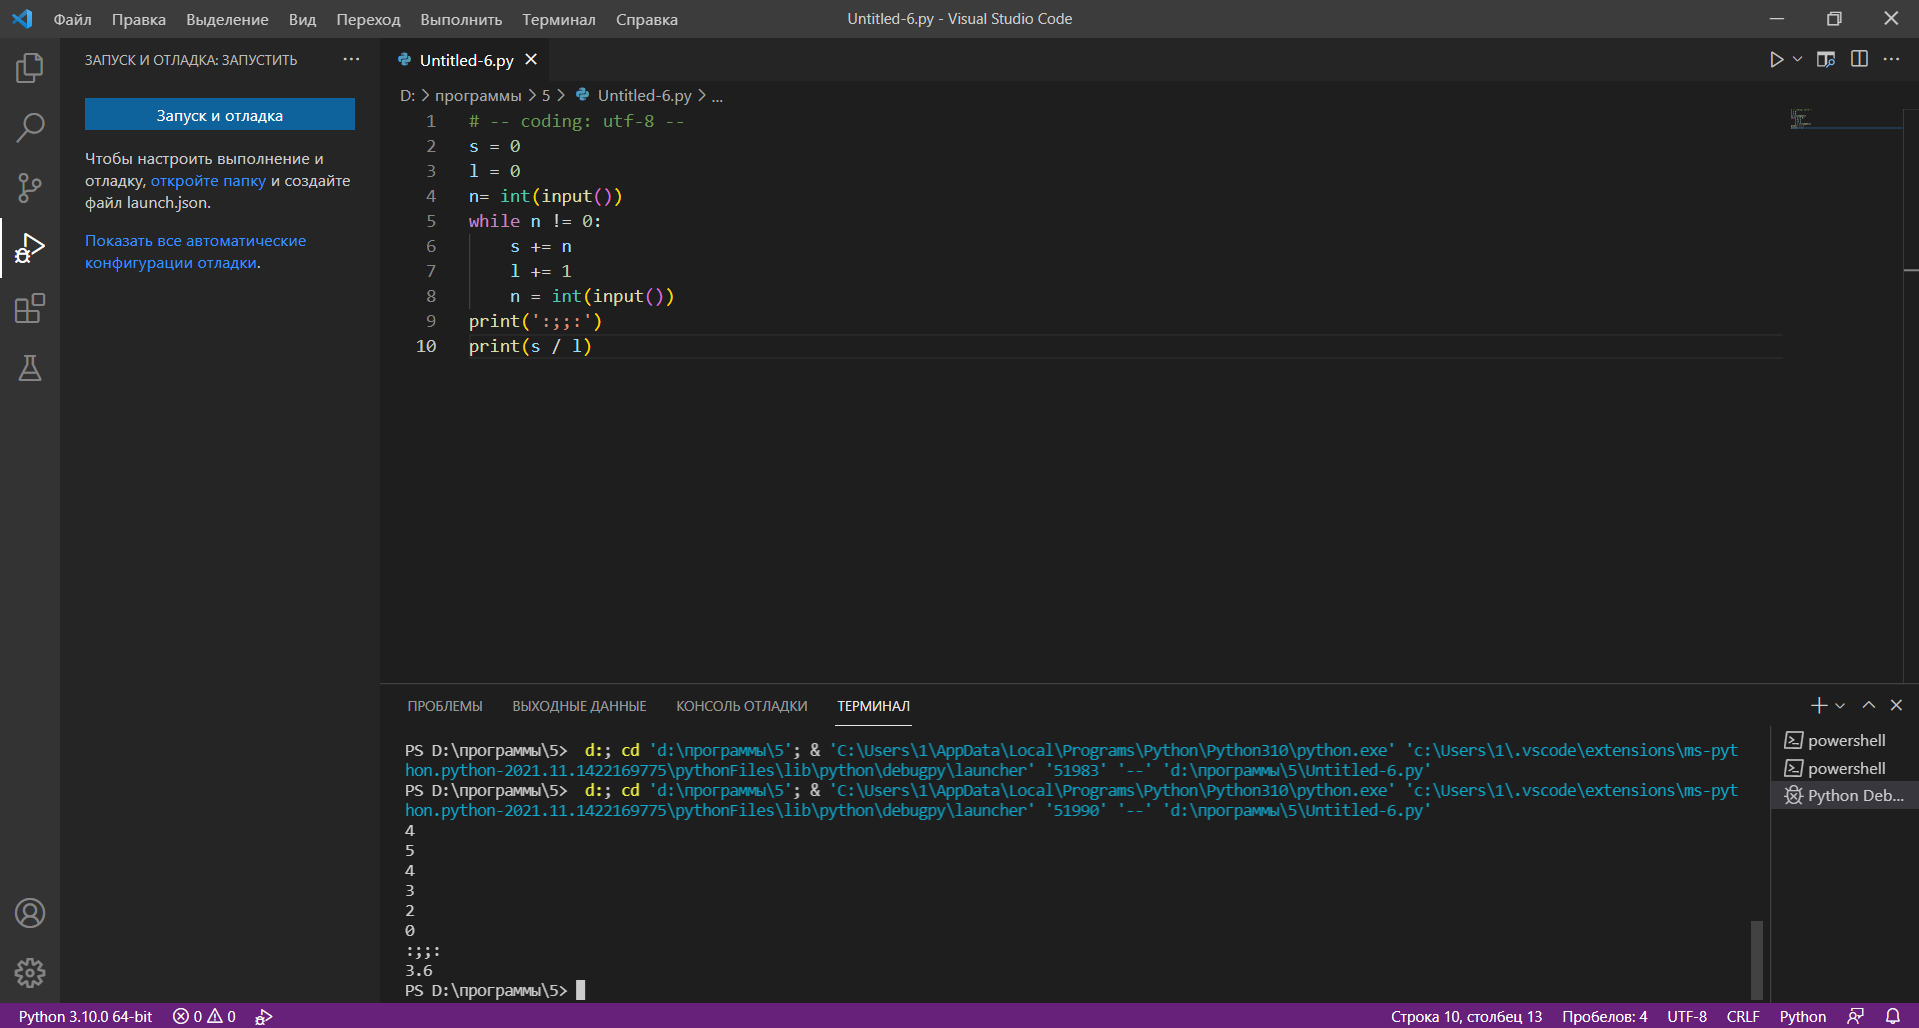 Файл Правка Выделение Вид Переход Выполнить Терминал Справка
Untitled-6.py - Visual Studio Code
ЗАПУСК И ОТЛАДКА: ЗАПУСТИТЬ
Запуск и отладка
Чтобы настроить выполнение и
отладку, откройте папку и создайте
файл launch.json.
Показать все автоматические
конфигурации отладки.
Untitled-6.py
D: > программы > 5 > Untitled-6.py > ...
1 # -- coding: utf-8 --
2 s = 0
3 l = 0
4 n= int(input())
5 while n != 0:
6 s += n
7 l += 1
8 n = int(input())
9 print(':;;:')
10 print(s / l)
ПРОБЛЕМЫ ВЫХОДНЫЕ ДАННЫЕ КОНСОЛЬ ОТЛАДКИ ТЕРМИНАЛ
PS D:\программы\5>  d:; cd 'd:\программы\5'; & 'C:\Users\1\AppData\Local\Programs\Python\Python310\python.exe' 'c:\Users\1\.vscode\extensions\ms-pyt
hon.python-2021.11.1422169775\pythonFiles\lib\python\debugpy\launcher' '51983' '--' 'd:\программы\5\Untitled-6.py'
PS D:\программы\5>  d:; cd 'd:\программы\5'; & 'C:\Users\1\AppData\Local\Programs\Python\Python310\python.exe' 'c:\Users\1\.vscode\extensions\ms-pyt
hon.python-2021.11.1422169775\pythonFiles\lib\python\debugpy\launcher' '51990' '--' 'd:\программы\5\Untitled-6.py'
4
5
4
3
2
0
:;;:
3.6
PS D:\программы\5>
powershell
powershell
Python Deb...
Python 3.10.0 64-bit 0 0
Строка 10, столбец 13 Пробелов: 4 UTF-8 CRLF Python